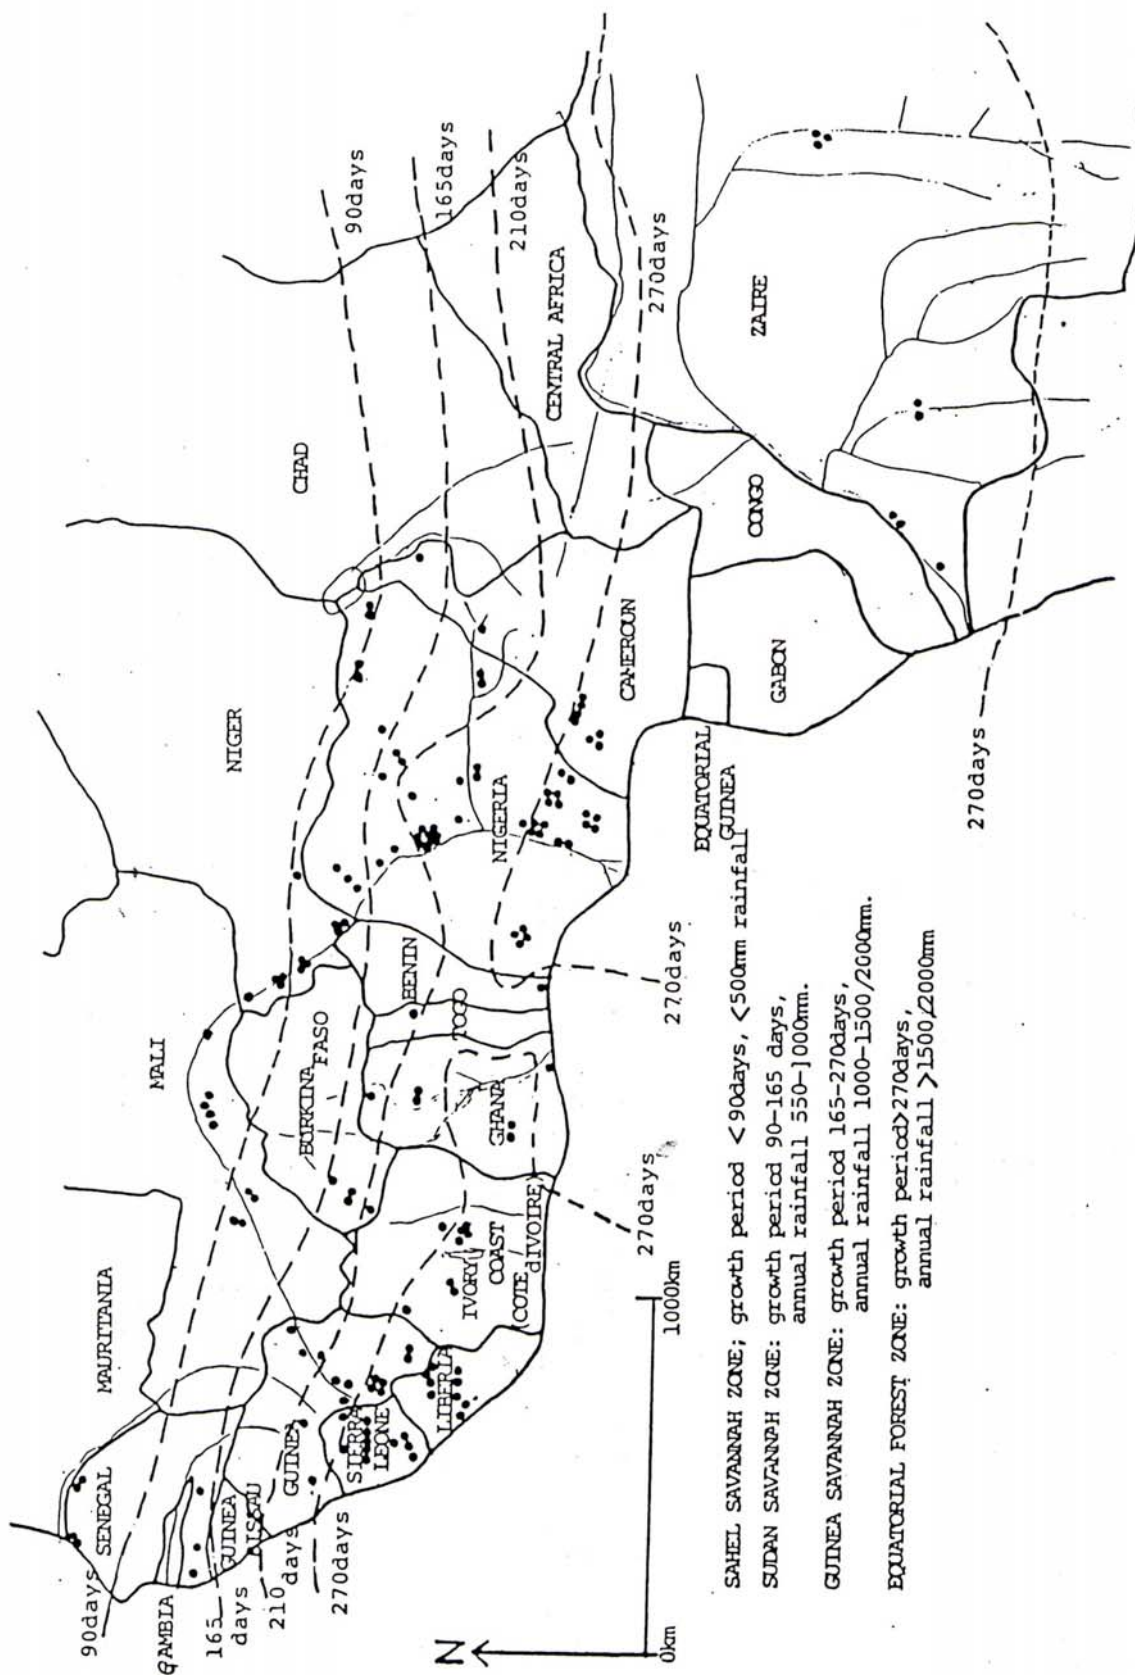 90days
165days
210days
270days
CHAD
CENTRAL AFRICA
ZAIRE
NIGER
MALI
MAURITANIA
SENEGAL
90days
GAMBIA
165
days
GUINEA
BISSAU
210
days
GUINEA
270days
SIERRA
LEONE
LIBERIA
IVORY
COAST
(COTE
dIVOIRE)
BORKINA
FASO
GHANA
TOGO
BENIN
NIGERIA
CAMEROUN
EQUATORIAL
GUINEA
GABON
CONGO
270days
270days
270days
N
0km
1000km
SAHEL SAVANNAH ZONE; growth period <90days, <500mm rainfall
SUDAN SAVANNAH ZONE: growth period 90-165 days,
annual rainfall 550-1000mm.
GUINEA SAVANNAH ZONE: growth period 165-270days,
annual rainfall 1000-1500/2000mm.
EQUATORIAL FOREST ZONE: growth period>270days,
annual rainfall >1500/2000mm